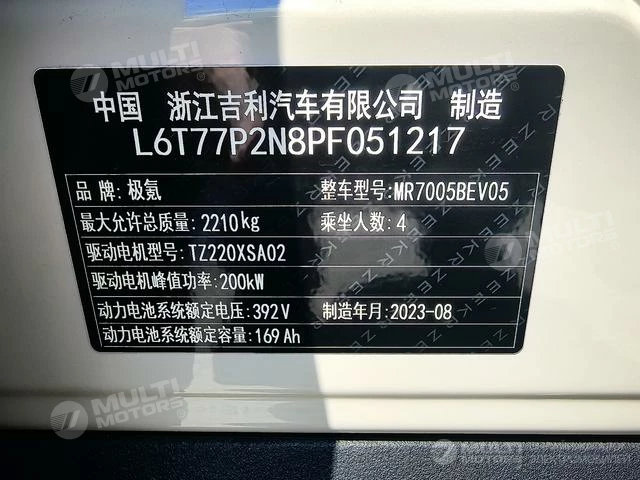 中国 浙江吉利汽车有限公司 制造
L6T77P2N8PF051217
品 牌: 极氪 整车型号:MR7005BEV05
最大允许总质量:2210kg 乘坐人数:4
驱动电机型号:TZ220XSA02
驱动电机峰值功率:200kW
动力电池系统额定电压:392V 制造年月:2023-08
动力电池系统额定容量:169Ah
ZEEKR
MULTI
MOTORS